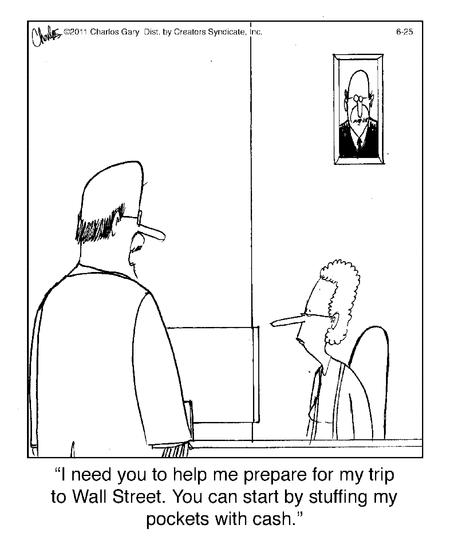 Charles ©2011 Charlos Gary Dist. by Creators Syndicate, Inc. 6-25
“I need you to help me prepare for my trip
to Wall Street. You can start by stuffing my
pockets with cash.”